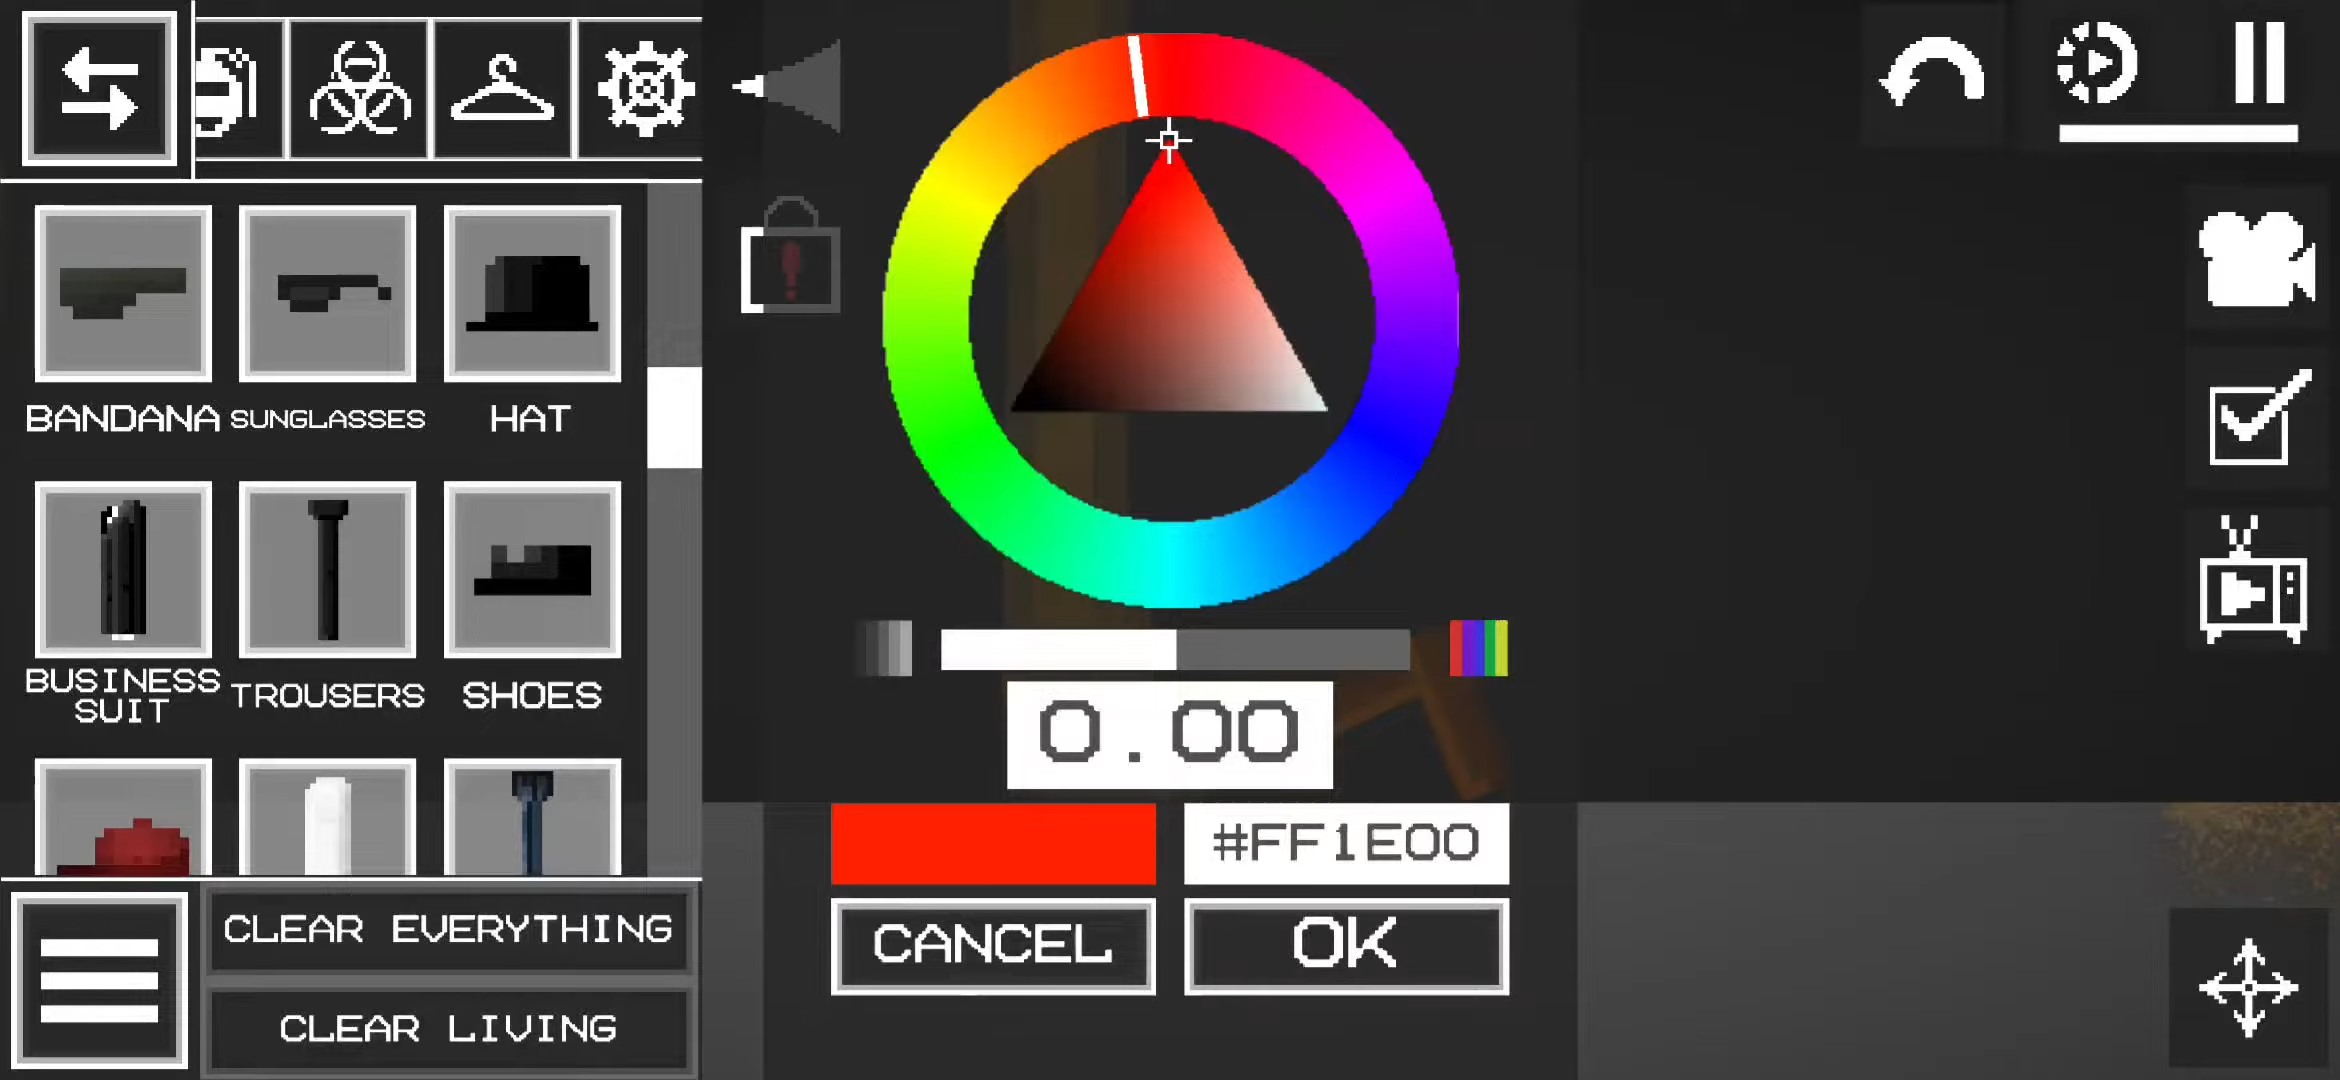 BANDANA
SUNGLASSES
HAT
BUSINESS
SUIT
TROUSERS
SHOES
CLEAR EVERYTHING
CLEAR LIVING
0.00
#FF1E00
CANCEL
OK